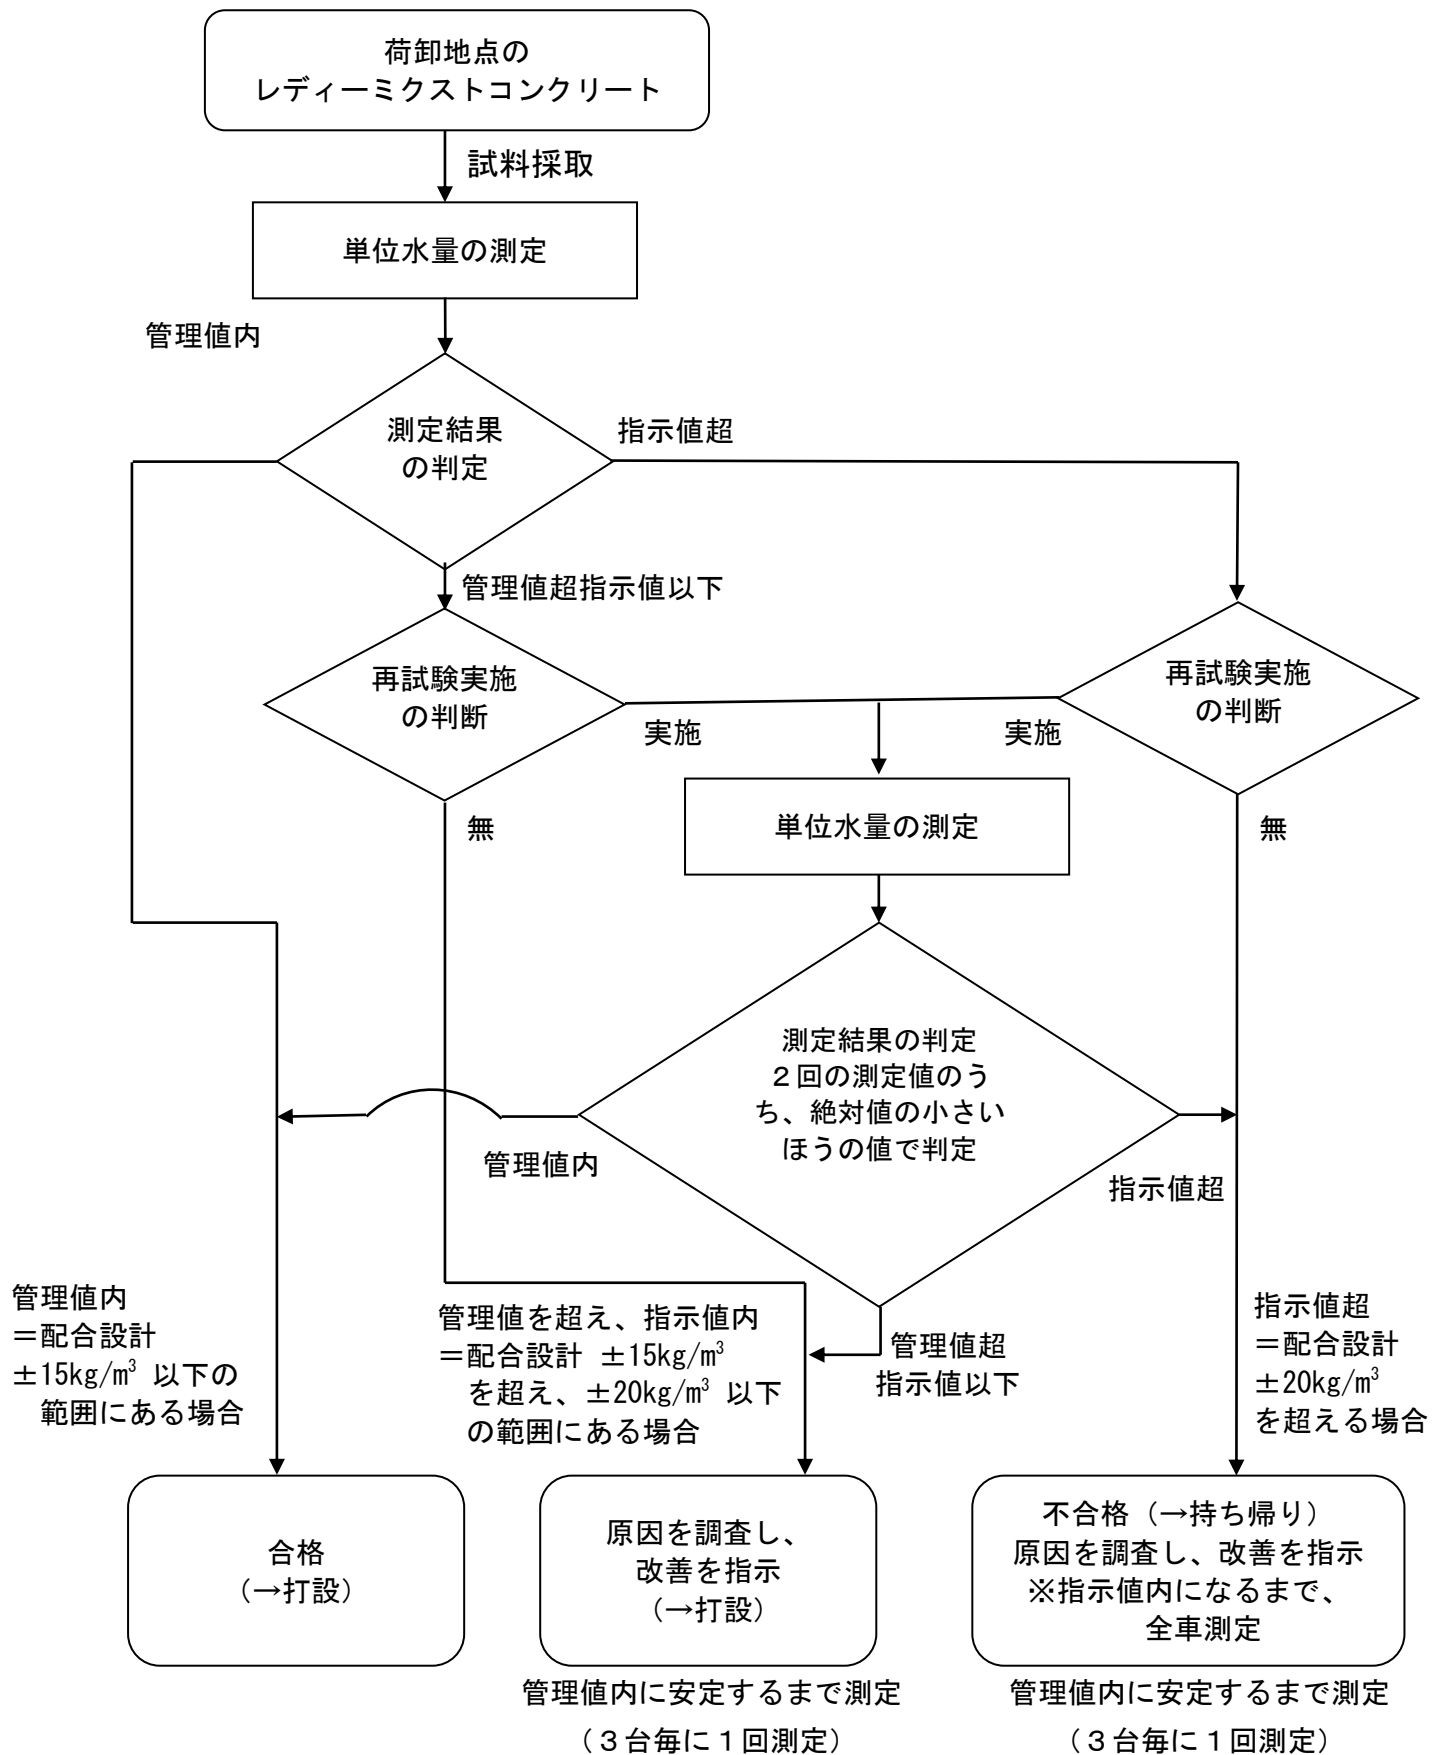 荷卸地点の
レディーミクストコンクリート
試料採取
単位水量の測定
管理値内
測定結果
の判定
指示値超
管理値超指示値以下
再試験実施
の判断
再試験実施
の判断
実施
実施
無
単位水量の測定
無
測定結果の判定
2回の測定値のう
ち、絶対値の小さい
ほうの値で判定
管理値内
指示値超
管理値内
＝配合設計
±15kg/m³ 以下の
範囲にある場合
管理値を超え、指示値内
＝配合設計 ±15kg/m³
を超え、±20kg/m³ 以下
の範囲にある場合
管理値超
指示値以下
指示値超
＝配合設計
±20kg/m³
を超える場合
合格
（→打設）
原因を調査し、
改善を指示
（→打設）
不合格（→持ち帰り）
原因を調査し、改善を指示
※指示値内になるまで、
全車測定
管理値内に安定するまで測定
（３台毎に１回測定）
管理値内に安定するまで測定
（３台毎に１回測定）